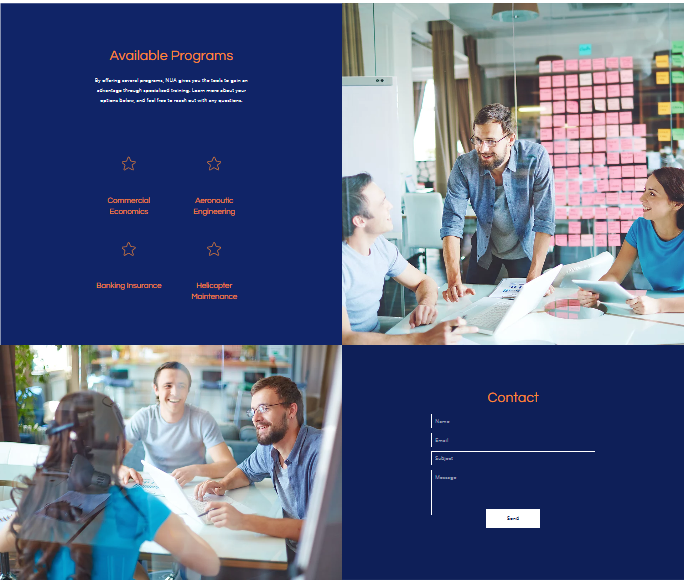 Available Programs
By offering several programs, NUA gives you the tools to gain an
advantage through specialized training. Learn more about your
options below, and feel free to reach out with any questions.
Commercial
Economics
Aeronautic
Engineering
Banking Insurance
Helicopter
Maintenance
Contact
Name
Email
Subject
Message
Send